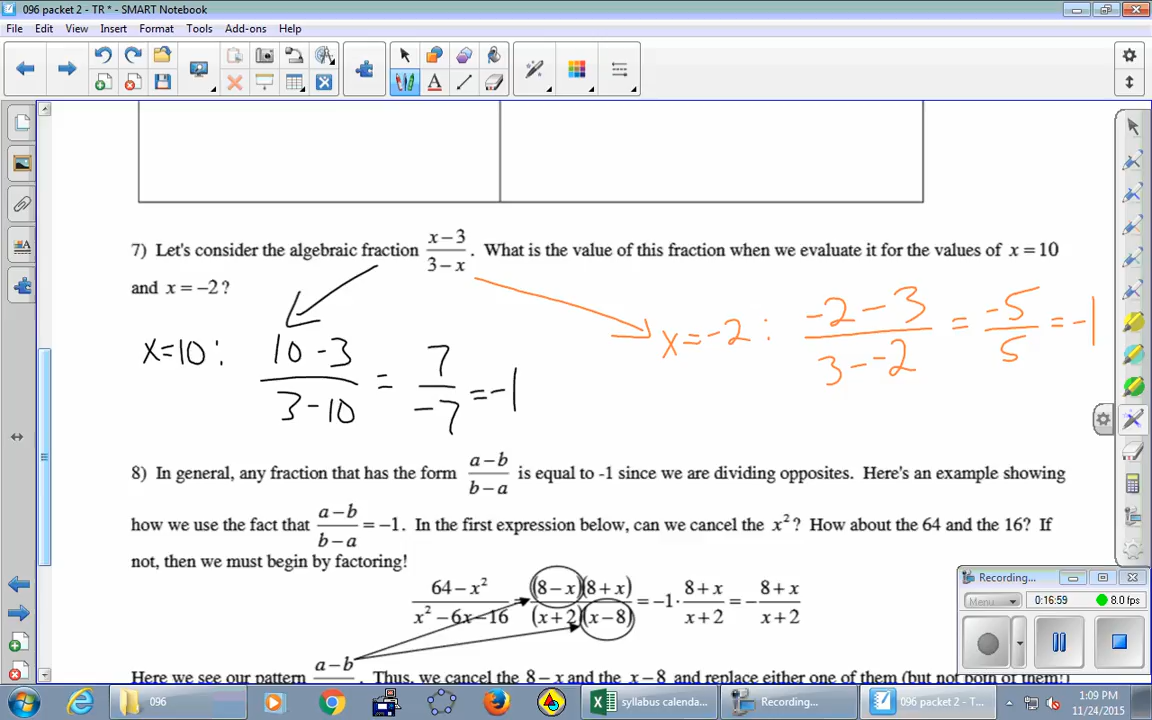 096 packet 2 - TR * - SMART Notebook
File Edit View Insert Format Tools Add-ons Help
7) Let's consider the algebraic fraction (x−3)/(3−x). What is the value of this fraction when we evaluate it for the values of x = 10
and x = −2?
x=10: (10-3)/(3-10) = 7/-7 = -1
x=-2: (-2-3)/(3--2) = -5/5 = -1
8) In general, any fraction that has the form (a−b)/(b−a) is equal to -1 since we are dividing opposites. Here's an example showing
how we use the fact that (a−b)/(b−a) = −1. In the first expression below, can we cancel the x²? How about the 64 and the 16? If
not, then we must begin by factoring!
(64−x²)/(x²−6x−16) = (8−x)(8+x)/(x+2)(x−8) = −1·(8+x)/(x+2) = −(8+x)/(x+2)
Here we see our pattern a−b. Thus, we cancel the 8−x and the x−8 and replace either one of them (but not both of them!)
Recording...
Menu 0:16:59 8.0 fps
096
syllabus calenda...
Recording...
096 packet 2 - T...
1:09 PM
11/24/2015